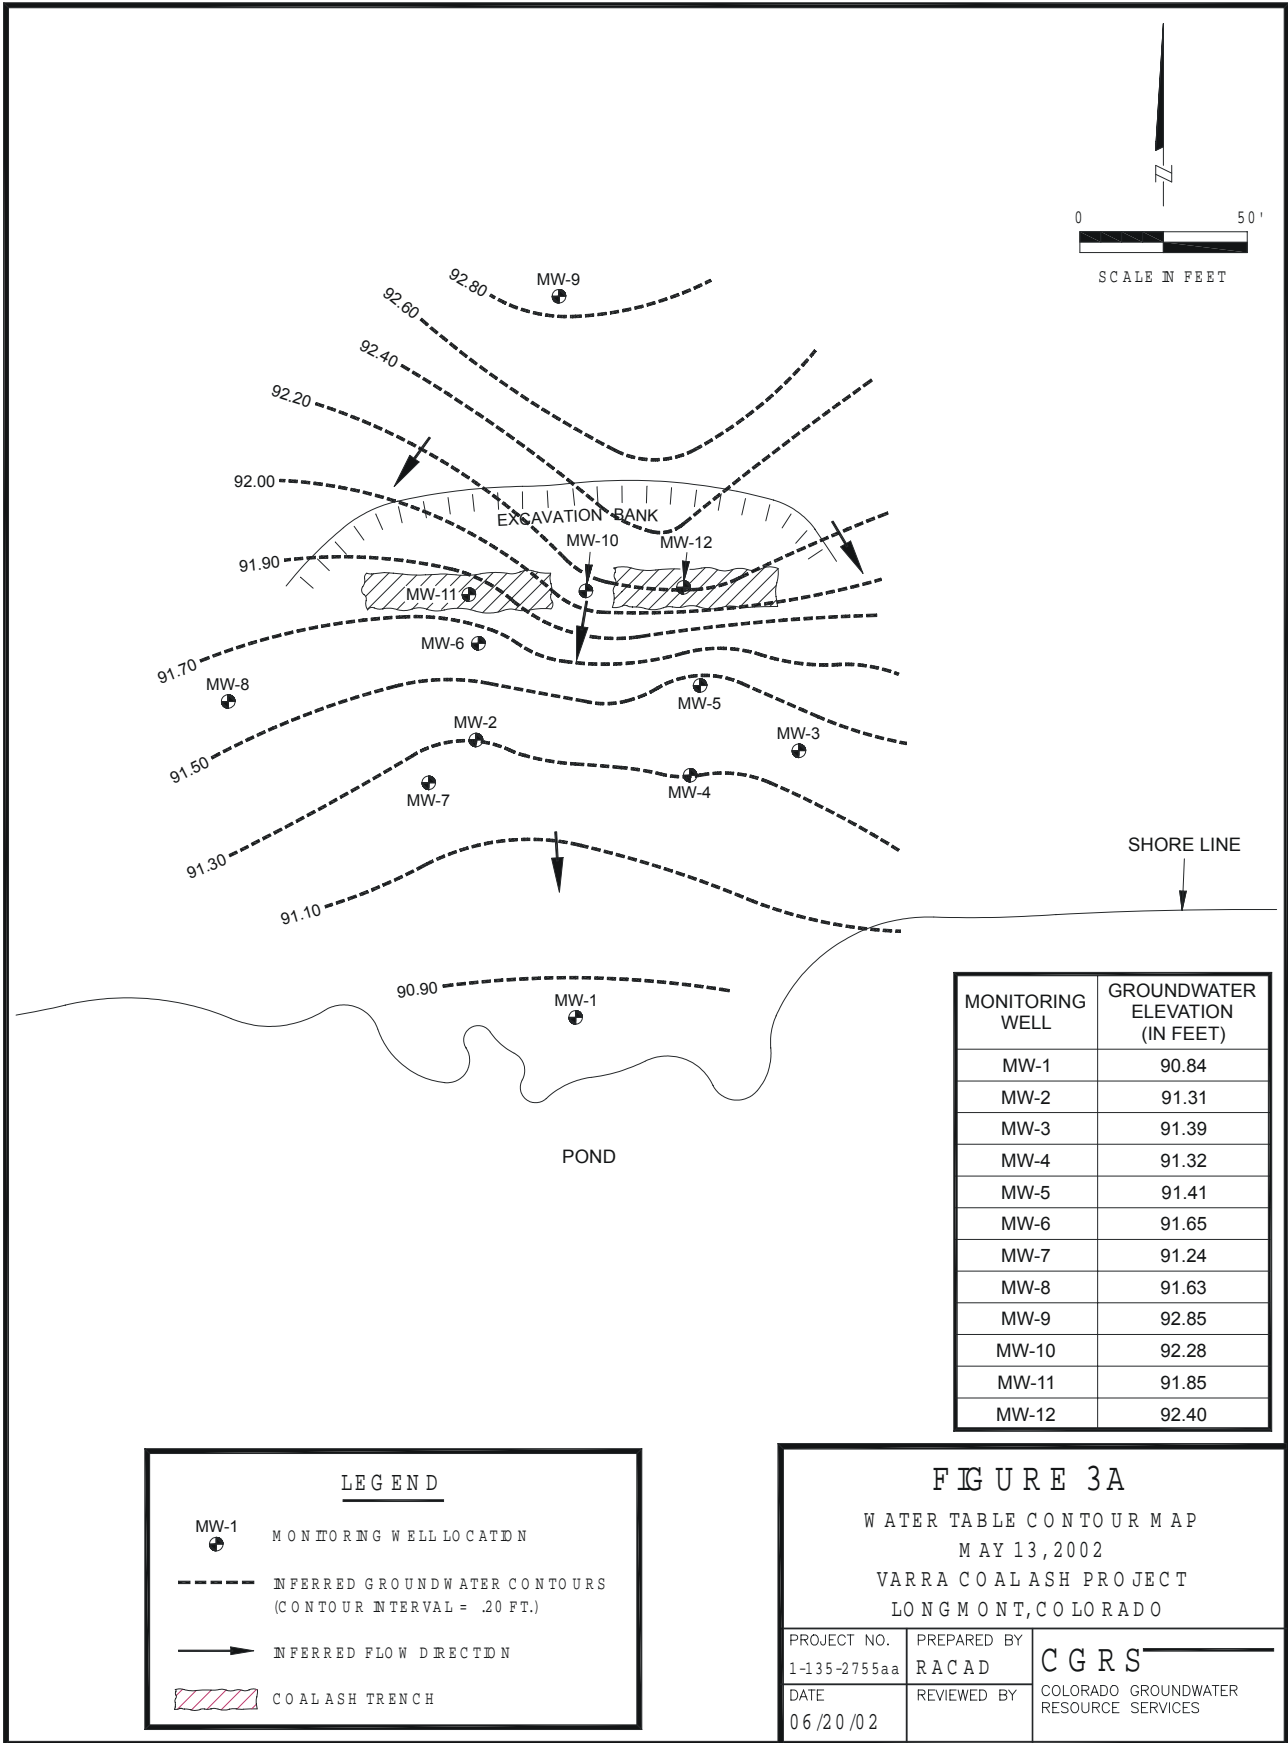 0 50'
SCALE IN FEET
92.80
MW-9
92.60
92.40
92.20
92.00
EXCAVATION BANK
MW-10
MW-12
91.90
MW-11
MW-6
91.70
MW-8
MW-5
MW-2
MW-3
91.50
MW-7
MW-4
91.30
SHORE LINE
91.10
90.90
MW-1
POND
MONITORING WELL
GROUNDWATER ELEVATION (IN FEET)
MW-1 90.84
MW-2 91.31
MW-3 91.39
MW-4 91.32
MW-5 91.41
MW-6 91.65
MW-7 91.24
MW-8 91.63
MW-9 92.85
MW-10 92.28
MW-11 91.85
MW-12 92.40
LEGEND
MW-1
MONITORING WELL LOCATION
INFERRED GROUNDWATER CONTOURS
(CONTOUR INTERVAL = .20 FT.)
INFERRED FLOW DIRECTION
COAL ASH TRENCH
FIGURE 3A
WATER TABLE CONTOUR MAP
MAY 13, 2002
VARRA COAL ASH PROJECT
LONGMONT, COLORADO
PROJECT NO.
1-135-2755aa
PREPARED BY
RACAD
DATE
06/20/02
REVIEWED BY
CGRS
COLORADO GROUNDWATER
RESOURCE SERVICES